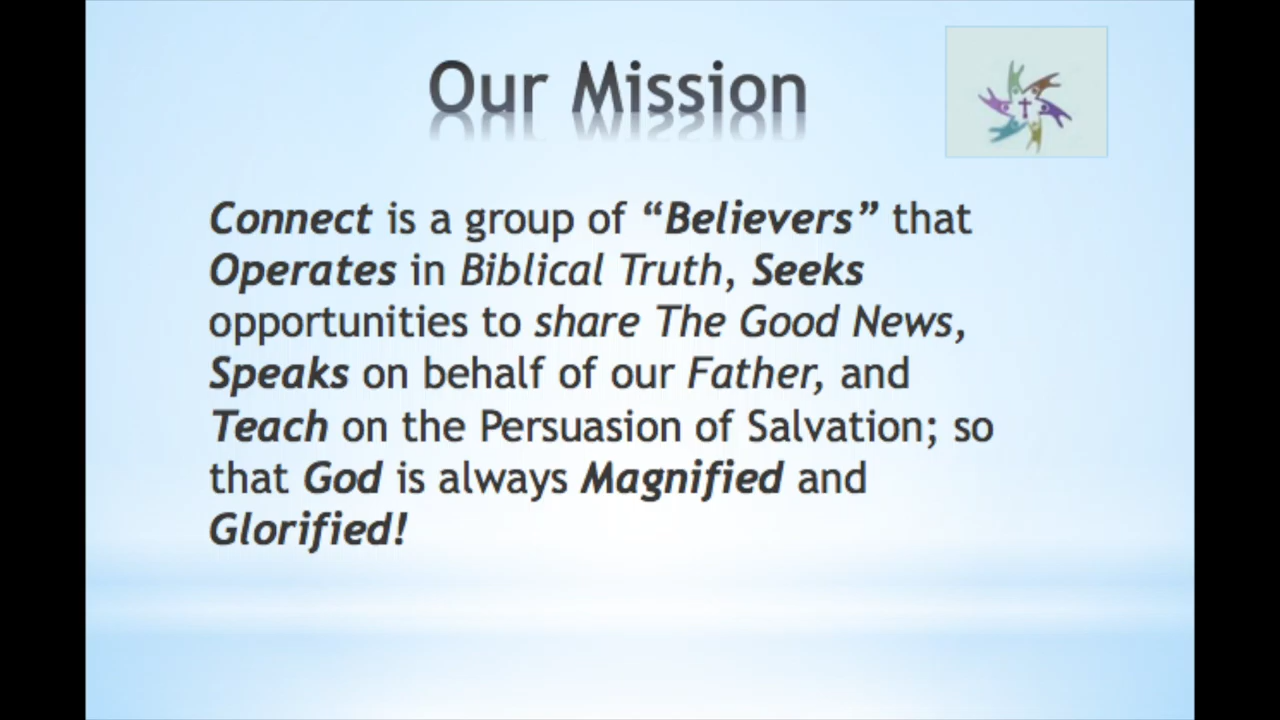 Our Mission
Connect is a group of “Believers” that
Operates in Biblical Truth, Seeks
opportunities to share The Good News,
Speaks on behalf of our Father, and
Teach on the Persuasion of Salvation; so
that God is always Magnified and
Glorified!